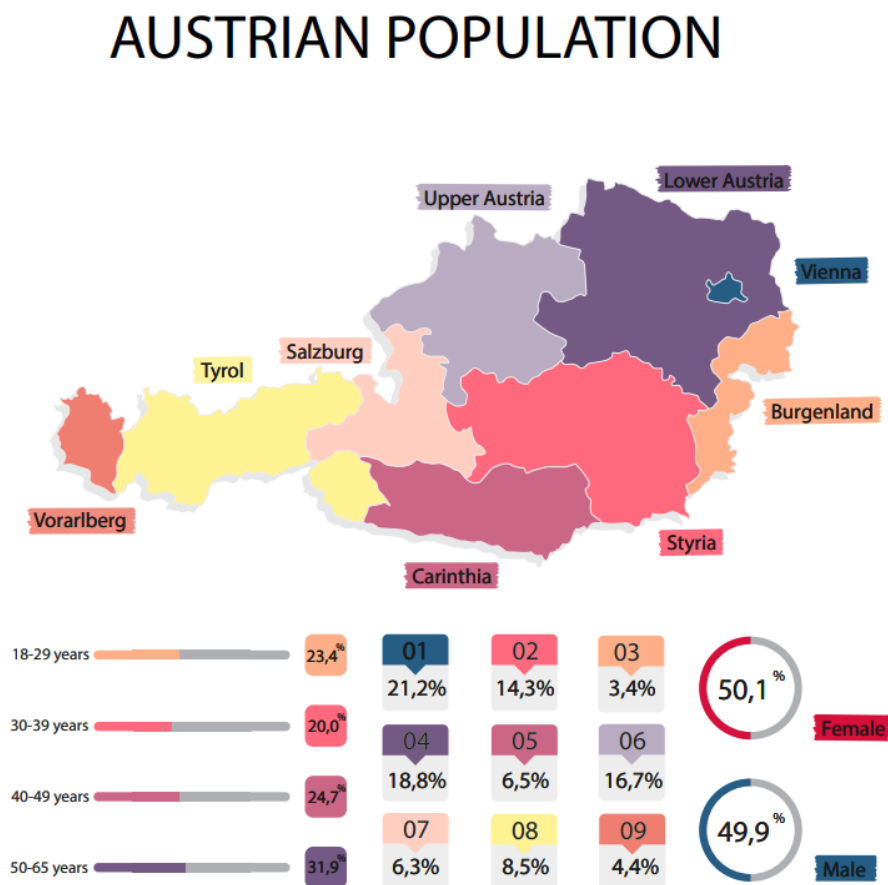 AUSTRIAN POPULATION
Lower Austria
Upper Austria
Vienna
Salzburg
Tyrol
Burgenland
Vorarlberg
Styria
Carinthia
18-29 years 23,4%
30-39 years 20,0%
40-49 years 24,7%
50-65 years 31,9%
01 02 03
21,2% 14,3% 3,4%
04 05 06
18,8% 6,5% 16,7%
07 08 09
6,3% 8,5% 4,4%
50,1%
Female
49,9%
Male